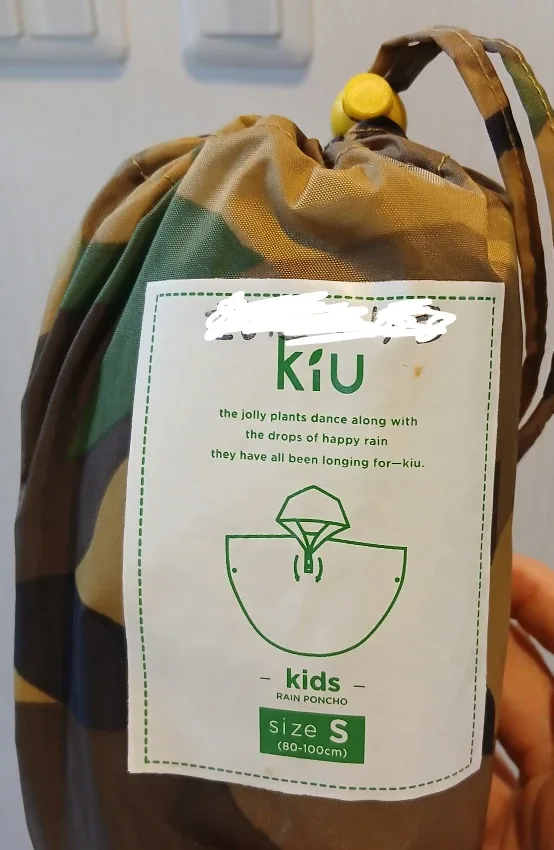 kiu
the jolly plants dance along with
the drops of happy rain
they have all been longing for—kiu.
– kids –
RAIN PONCHO
size S
(80-100cm)